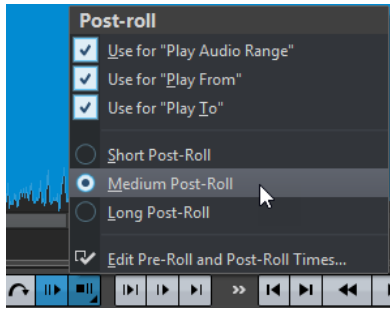 Post-roll
Use for "Play Audio Range"
Use for "Play From"
Use for "Play To"
Short Post-Roll
Medium Post-Roll
Long Post-Roll
Edit Pre-Roll and Post-Roll Times...